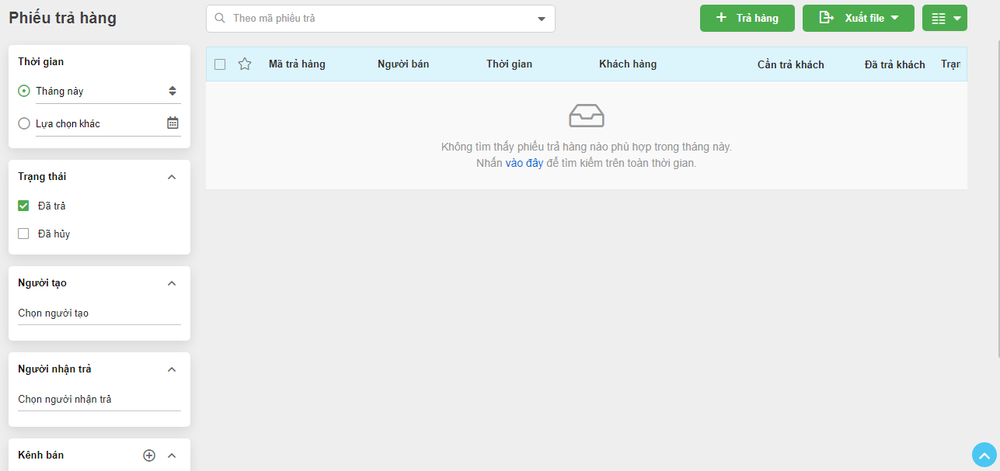 Phiếu trả hàng
Theo mã phiếu trả
Trả hàng
Xuất file
Thời gian
Tháng này
Lựa chọn khác
Trạng thái
Đã trả
Đã hủy
Người tạo
Chọn người tạo
Người nhận trả
Chọn người nhận trả
Kênh bán
Mã trả hàng Người bán Thời gian Khách hàng Cần trả khách Đã trả khách Trạn
Không tìm thấy phiếu trả hàng nào phù hợp trong tháng này.
Nhấn vào đây để tìm kiếm trên toàn thời gian.